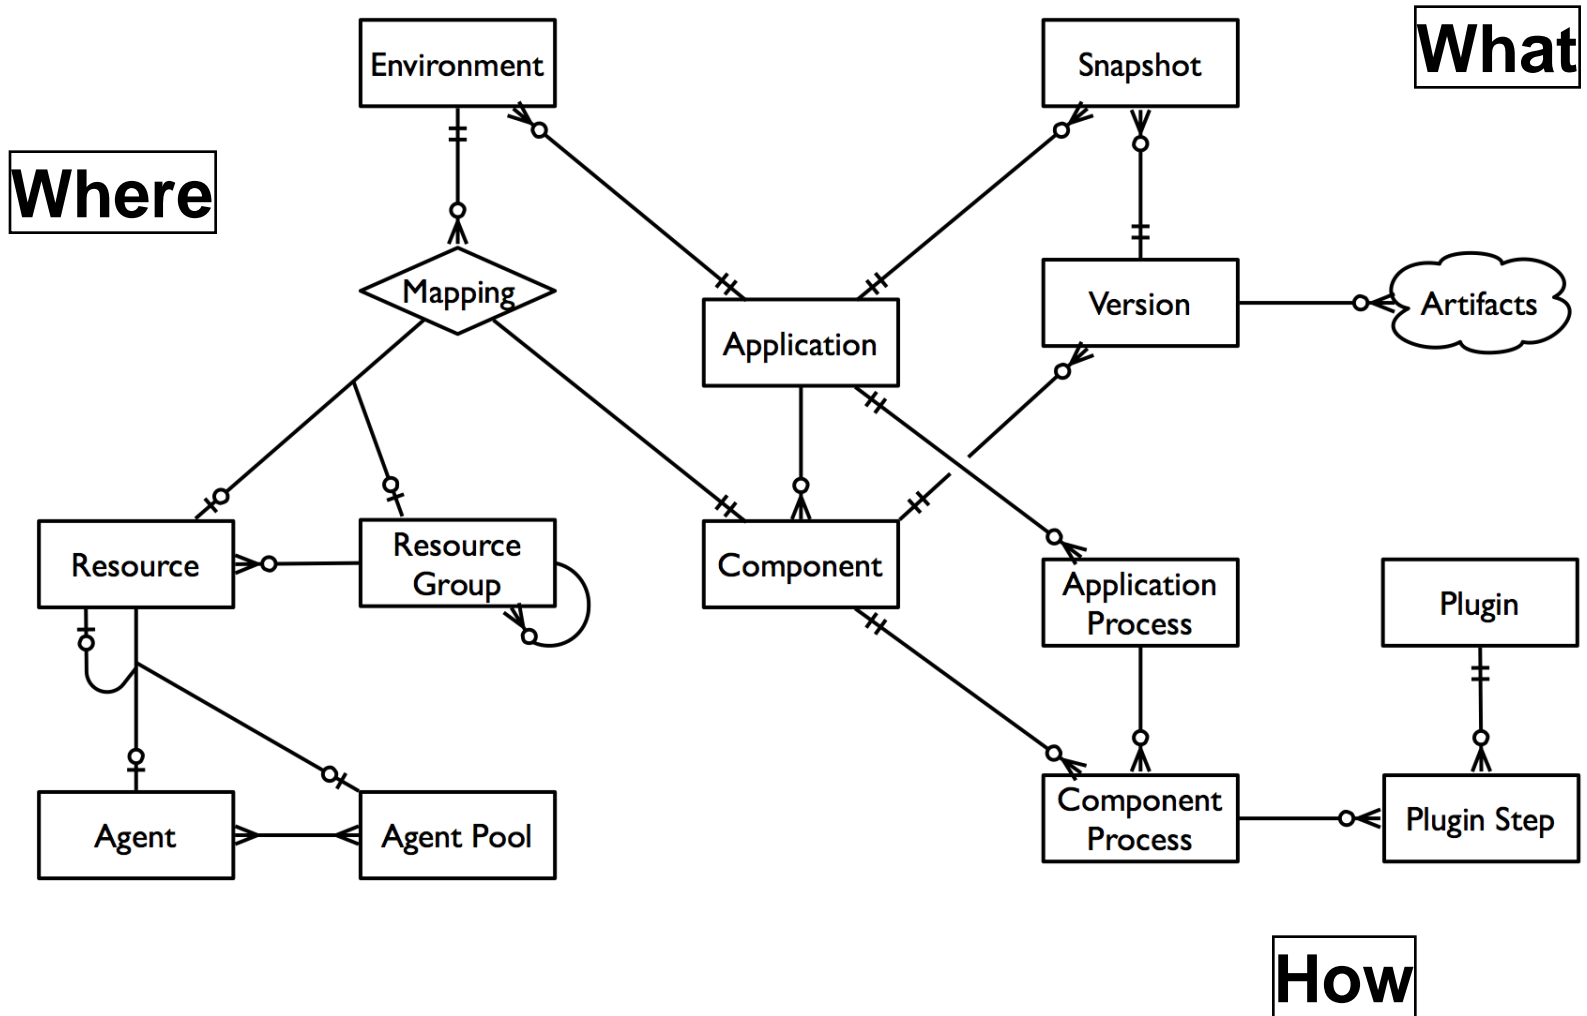 Environment
Snapshot
What
Where
Mapping
Application
Version
Artifacts
Resource
Resource
Group
Component
Application
Process
Plugin
Agent
Agent Pool
Component
Process
Plugin Step
How